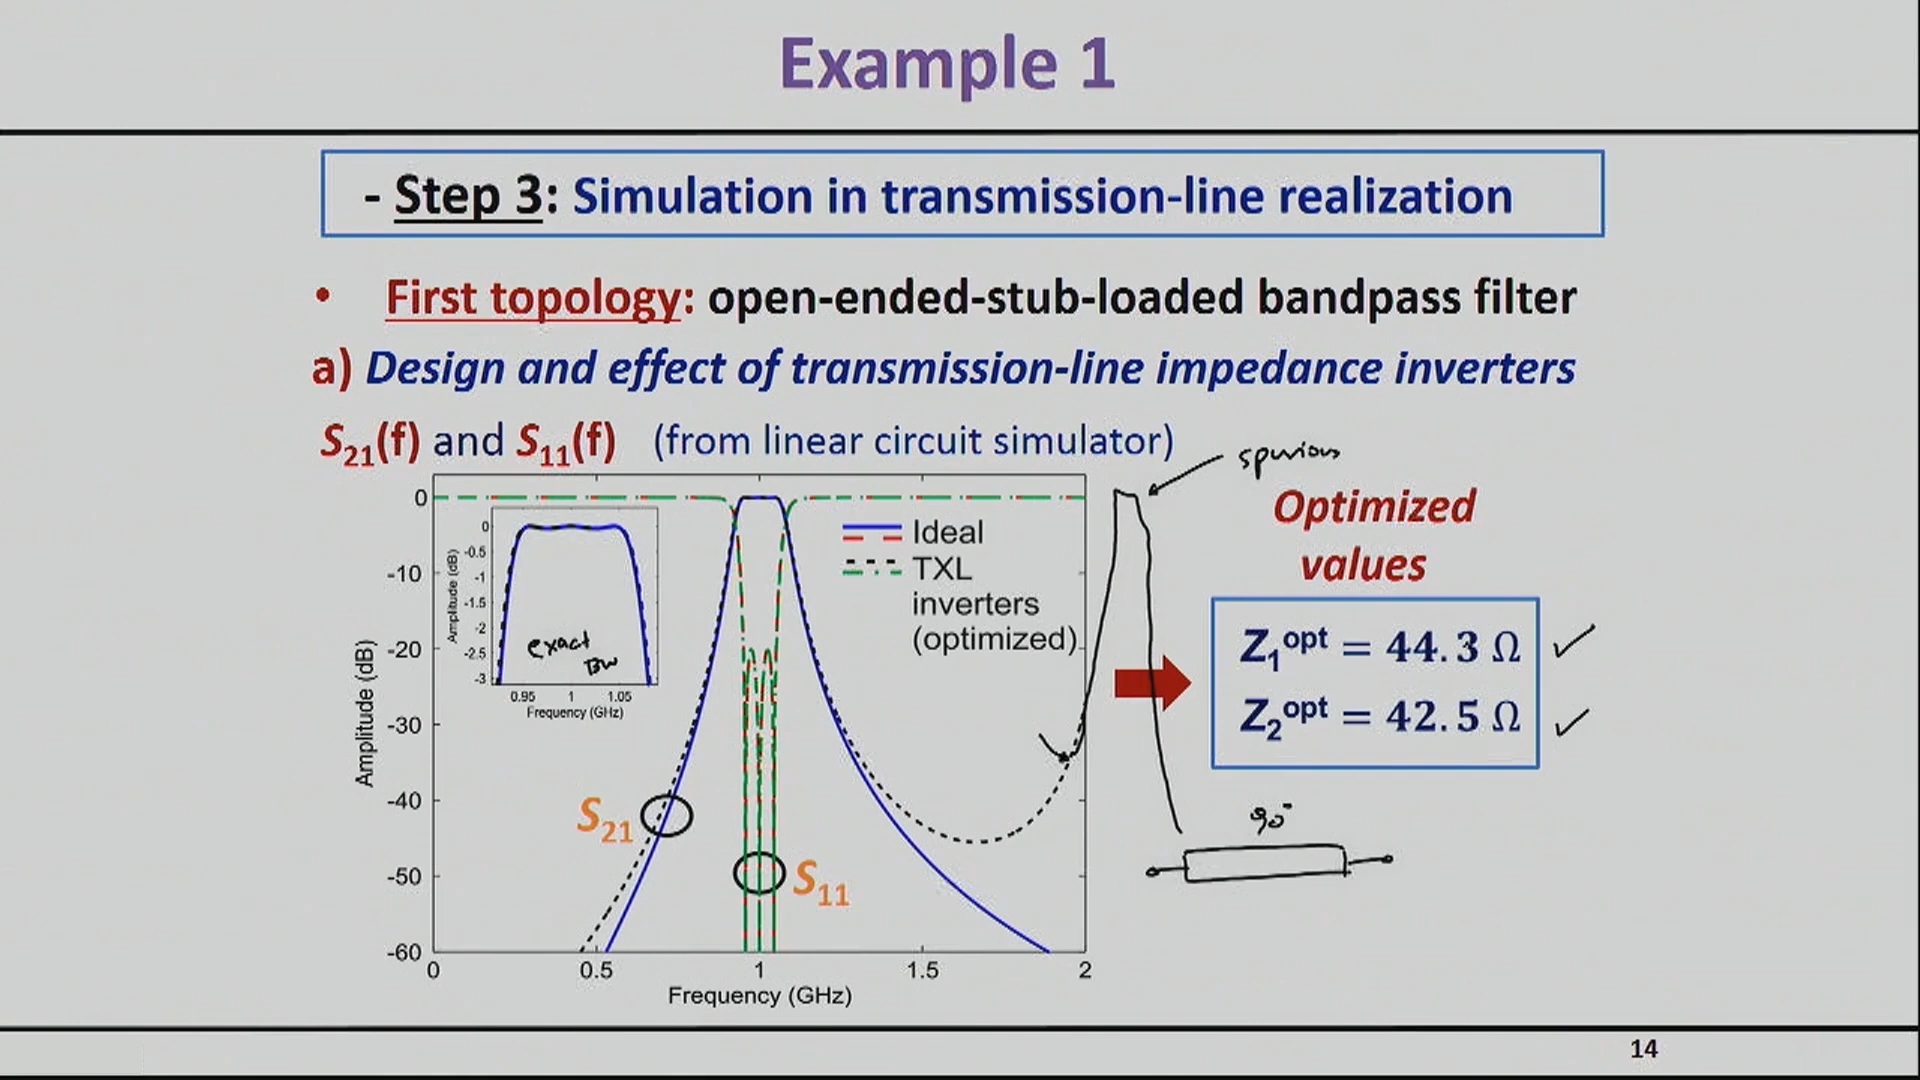 Example 1
- Step 3: Simulation in transmission-line realization
• First topology: open-ended-stub-loaded bandpass filter
a) Design and effect of transmission-line impedance inverters
S21(f) and S11(f) (from linear circuit simulator)
spurious
Optimized
values
Z1opt = 44.3 Ω
Z2opt = 42.5 Ω
90°
Amplitude (dB)
0
-10
-20
-30
-40
-50
-60
0 0.5 1 1.5 2
Frequency (GHz)
Ideal
TXL
inverters
(optimized)
S21
S11
Amplitude (dB)
0
-0.5
-1
-1.5
-2
-2.5
-3
0.95 1 1.05
Frequency (GHz)
exact
BW
14